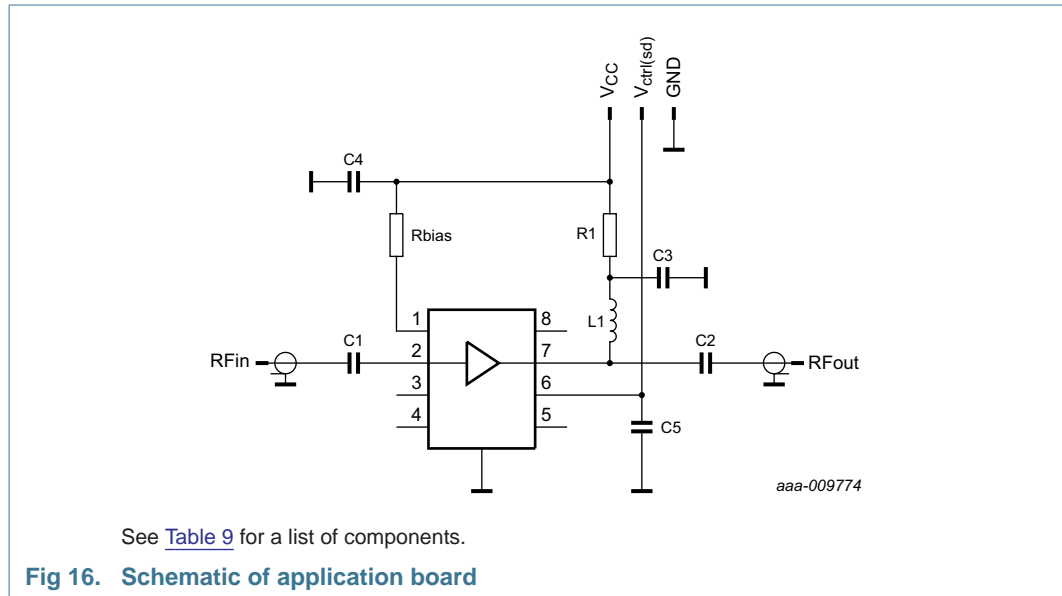 VCC
Vctrl(sd)
GND
C4
Rbias
R1
C3
L1
1
8
RFin
C1
2
7
C2
RFout
3
6
4
5
C5
aaa-009774
See Table 9 for a list of components.
Fig 16. Schematic of application board